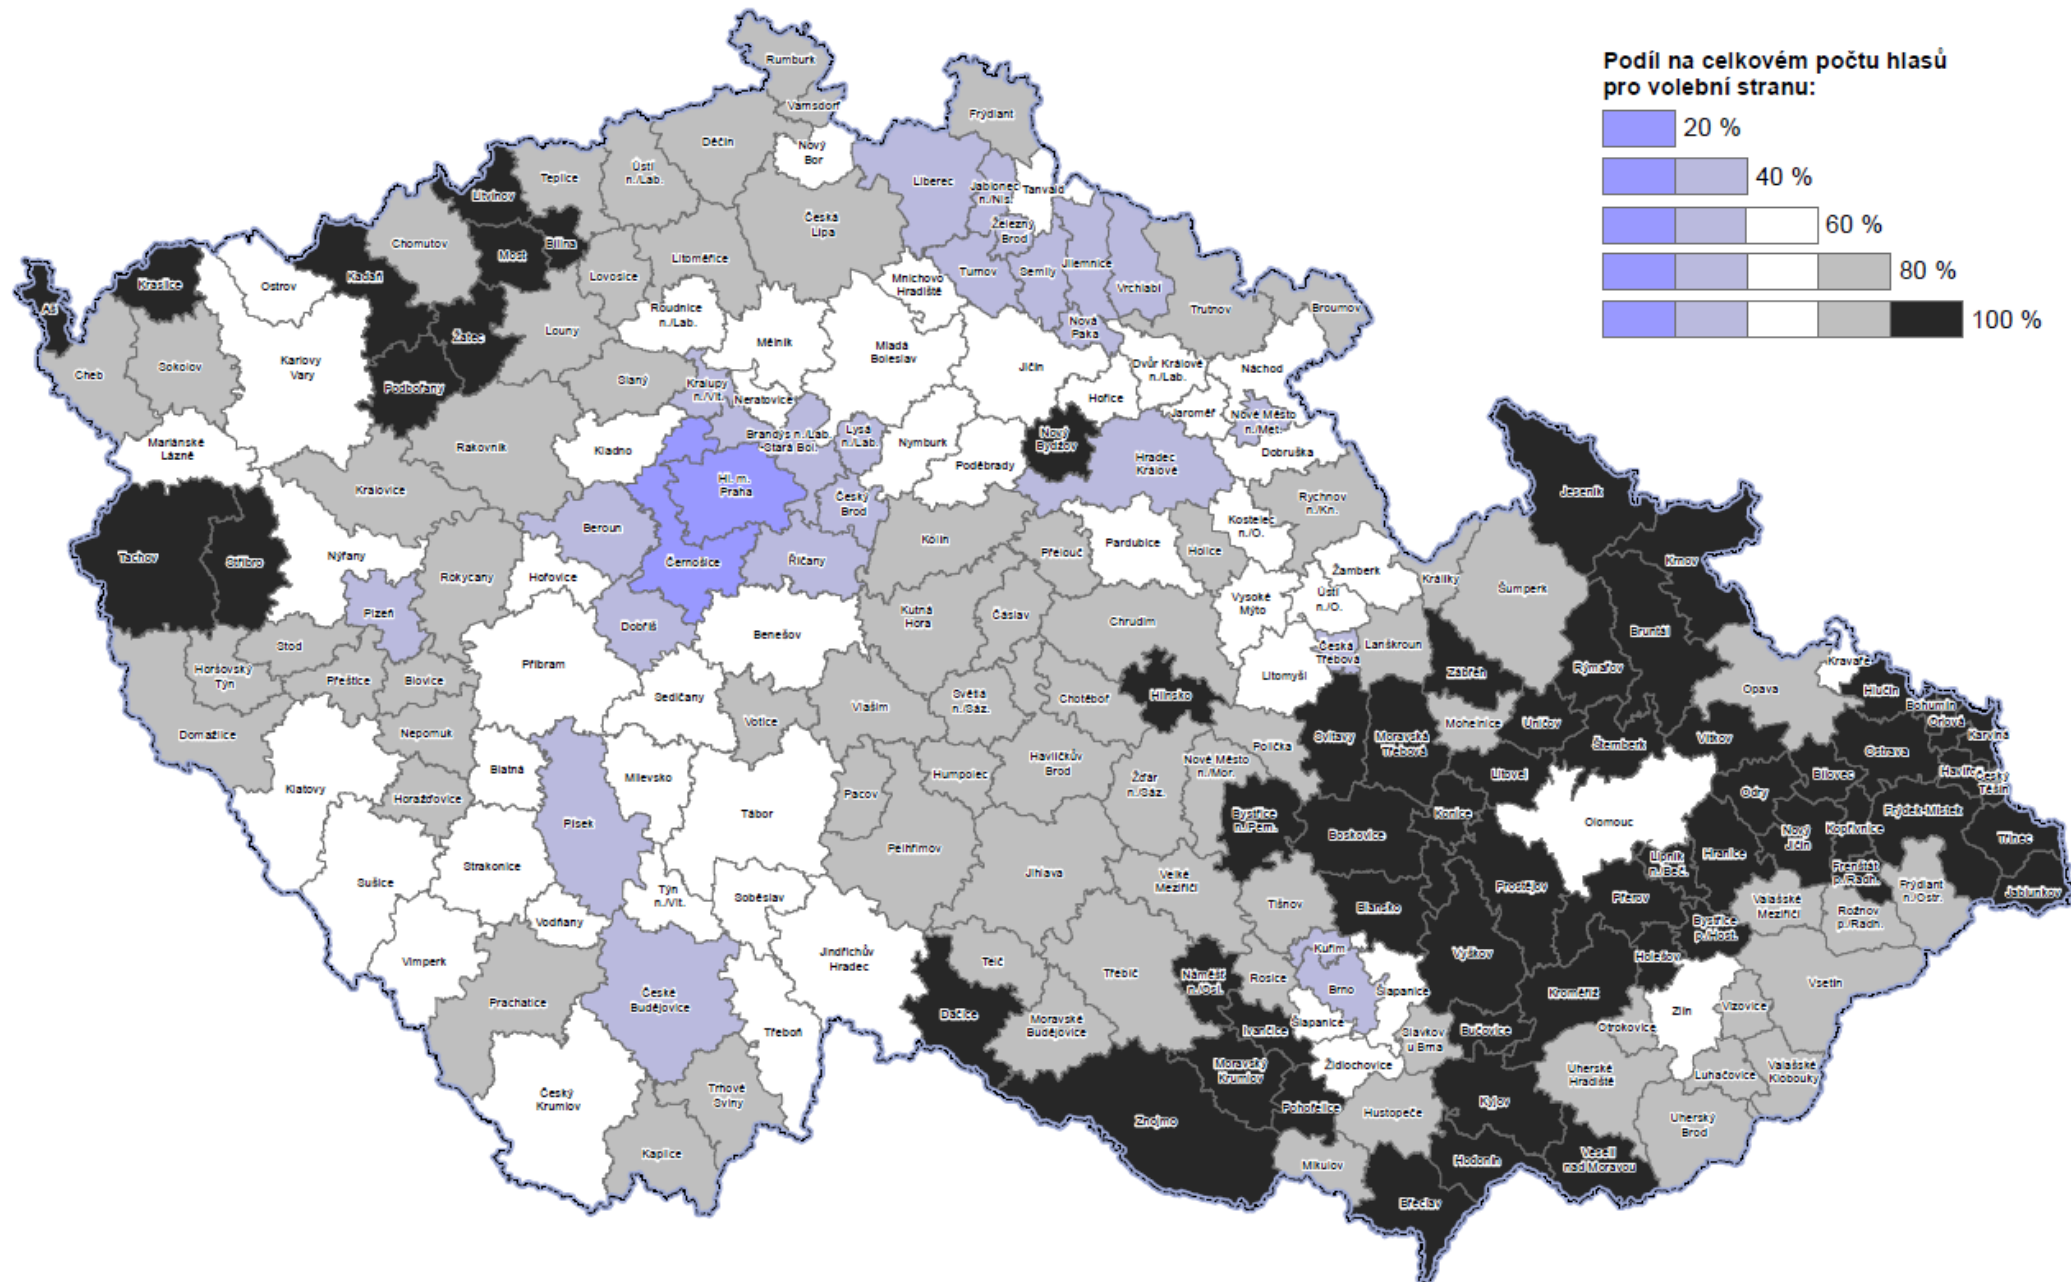 Podíl na celkovém počtu hlasů
pro volební stranu:
20 %
40 %
60 %
80 %
100 %
Rumburk
Varnsdorf
Frýdlant
Děčín
Nový
Bor
Ústí
n./Lab.
Teplice
Litvínov
Liberec
Jablonec
n./Nis.
Tanvald
Železný
Brod
Česká
Lípa
Chomutov
Most
Bílina
Kadaň
Lovosice
Litoměřice
Turnov
Semily
Jilemnice
Vrchlabí
Mnichovo
Hradiště
Kraslice
Ostrov
Aš
Roudnice
n./Lab.
Trutnov
Broumov
Nová
Paka
Louny
Žatec
Mělník
Mladá
Boleslav
Jičín
Dvůr Králové
n./Lab.
Náchod
Cheb
Sokolov
Karlovy
Vary
Podbořany
Slaný
Kralupy
n./Vlt.
Neratovice
Hořice
Jaroměř
Nové Město
n./Met.
Mariánské
Lázně
Rakovník
Kladno
Brandýs n./Lab.
-Stará Bol.
Lysá
n./Lab.
Nymburk
Poděbrady
Nový
Bydžov
Hradec
Králové
Dobruška
Kralovice
Hl. m.
Praha
Český
Brod
Rychnov
n./Kn.
Jeseník
Tachov
Stříbro
Nýřany
Beroun
Kolín
Přelouč
Pardubice
Holice
Kostelec
n./O.
Rokycany
Hořovice
Černošice
Říčany
Žamberk
Králíky
Šumperk
Krnov
Plzeň
Dobříš
Benešov
Kutná
Hora
Čáslav
Chrudim
Vysoké
Mýto
Ústí
n./O.
Stod
Horšovský
Týn
Přeštice
Blovice
Příbram
Sedlčany
Česká
Třebová
Lanškroun
Bruntál
Zábřeh
Rýmařov
Litomyšl
Opava
Kravaře
Hlučín
Bohumín
Orlová
Karviná
Votice
Vlašim
Světlá
n./Sáz.
Chotěboř
Hlinsko
Domažlice
Nepomuk
Svitavy
Moravská
Třebová
Mohelnice
Uničov
Šternberk
Vítkov
Ostrava
Polička
Havlíčkův
Brod
Nové Město
n./Mor.
Blatná
Milevsko
Humpolec
Žďár
n./Sáz.
Litovel
Bílovec
Český
Těšín
Klatovy
Horažďovice
Písek
Tábor
Pacov
Bystřice
n./Pern.
Boskovice
Konice
Olomouc
Odry
Nový
Jičín
Kopřivnice
Frýdek-Místek
Třinec
Sušice
Strakonice
Pelhřimov
Jihlava
Velké
Meziříčí
Prostějov
Lipník
n./Beč.
Hranice
Frenštát
p./Radh.
Frýdlant
n./Ostr.
Jablunkov
Týn
n./Vlt.
Soběslav
Tišnov
Blansko
Přerov
Valašské
Meziříčí
Rožnov
p./Radh.
Bystřice
p./Host.
Vodňany
Vimperk
Jindřichův
Hradec
Telč
Třebíč
Náměšť
n./Osl.
Rosice
Kuřim
Brno
Šlapanice
Vyškov
Holešov
Kroměříž
Vsetín
Prachatice
České
Budějovice
Třeboň
Dačice
Moravské
Budějovice
Ivančice
Šlapanice
Slavkov
u Brna
Bučovice
Otrokovice
Zlín
Vizovice
Český
Krumlov
Trhové
Sviny
Moravský
Krumlov
Židlochovice
Uherské
Hradiště
Luhačovice
Valašské
Klobouky
Znojmo
Pohořelice
Hustopeče
Kyjov
Uherský
Brod
Kaplice
Mikulov
Hodonín
Veselí
nad Moravou
Břeclav